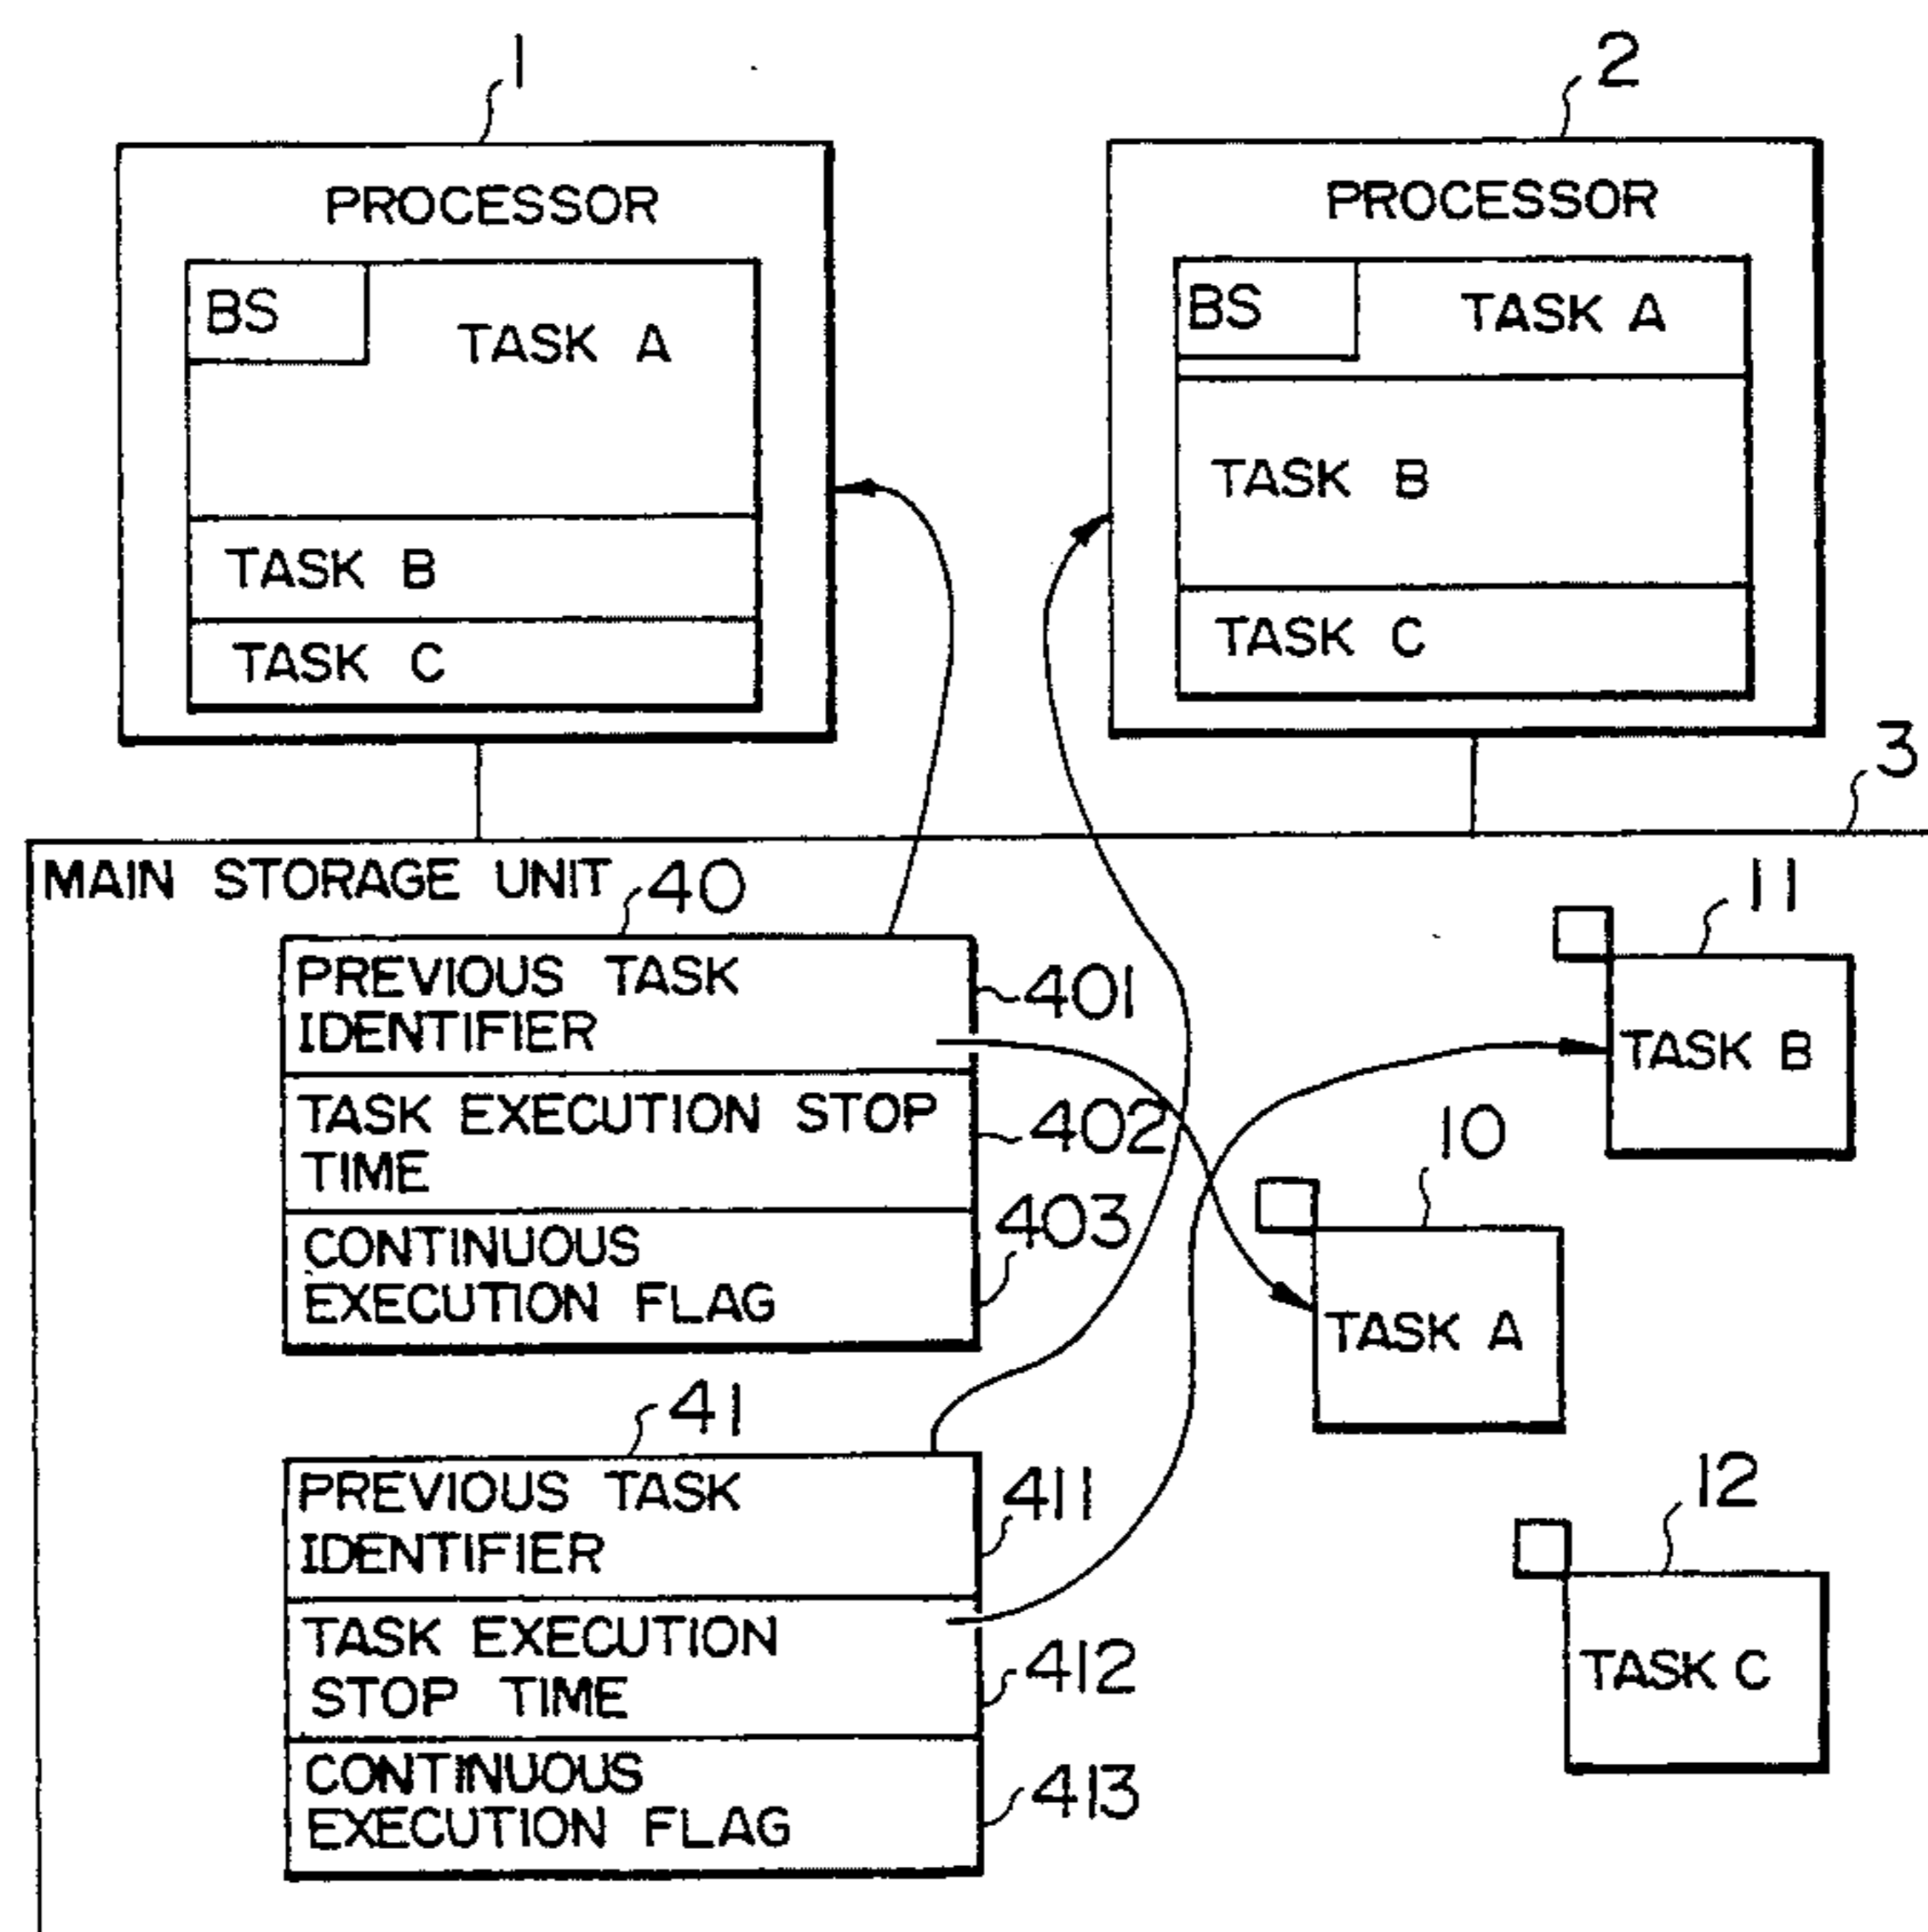 1
2
PROCESSOR
BS
TASK A
TASK B
TASK C
PROCESSOR
BS
TASK A
TASK B
TASK C
3
MAIN STORAGE UNIT
40
PREVIOUS TASK
IDENTIFIER
401
TASK EXECUTION STOP
TIME
402
CONTINUOUS
EXECUTION FLAG
403
11
TASK B
10
TASK A
41
PREVIOUS TASK
IDENTIFIER
411
TASK EXECUTION
STOP TIME
412
CONTINUOUS
EXECUTION FLAG
413
12
TASK C